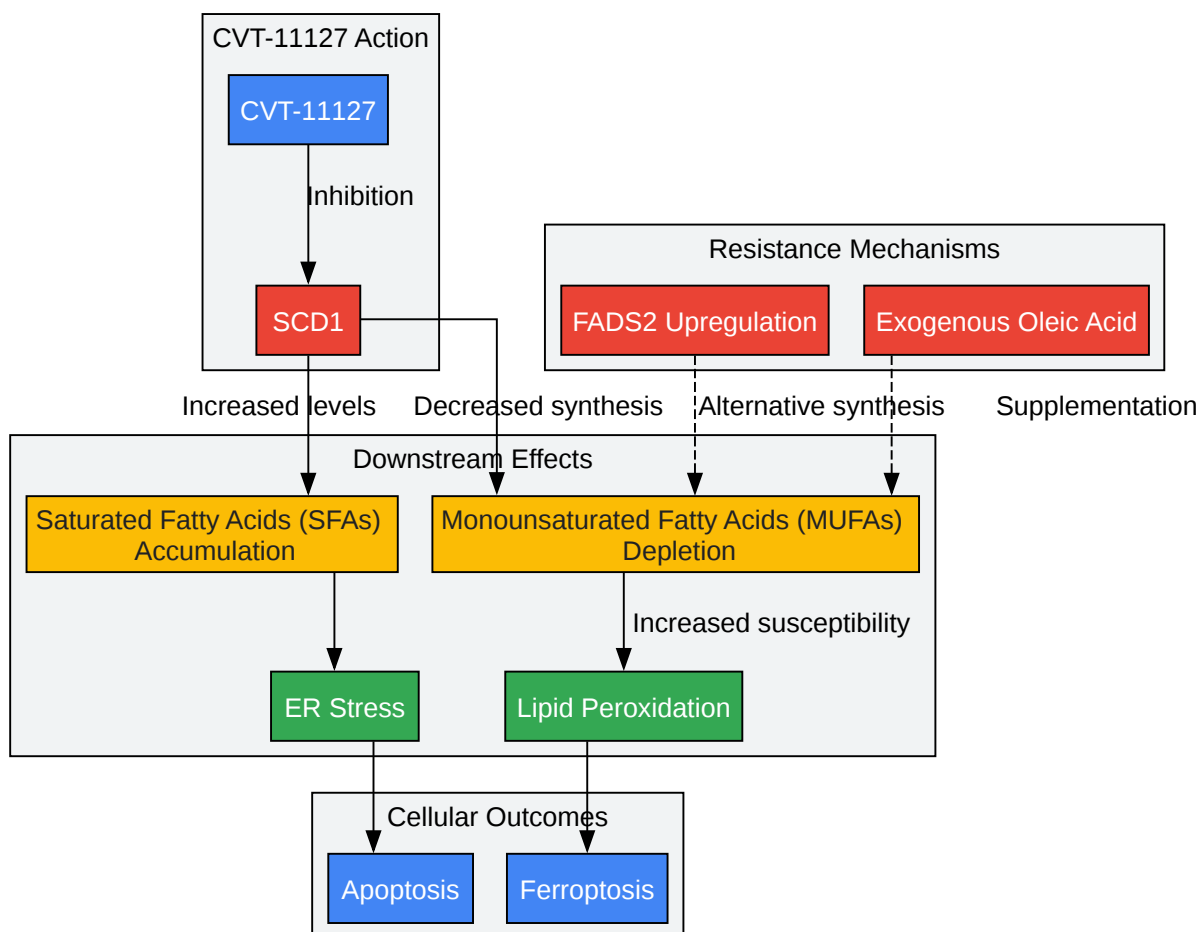 CVT-11127 Action
CVT-11127
Inhibition
Resistance Mechanisms
SCD1
FADS2 Upregulation
Exogenous Oleic Acid
Increased levels
Decreased synthesis
Alternative synthesis
Supplementation
Downstream Effects
Saturated Fatty Acids (SFAs)
Accumulation
Monounsaturated Fatty Acids (MUFAs)
Depletion
Increased susceptibility
ER Stress
Lipid Peroxidation
Cellular Outcomes
Apoptosis
Ferroptosis